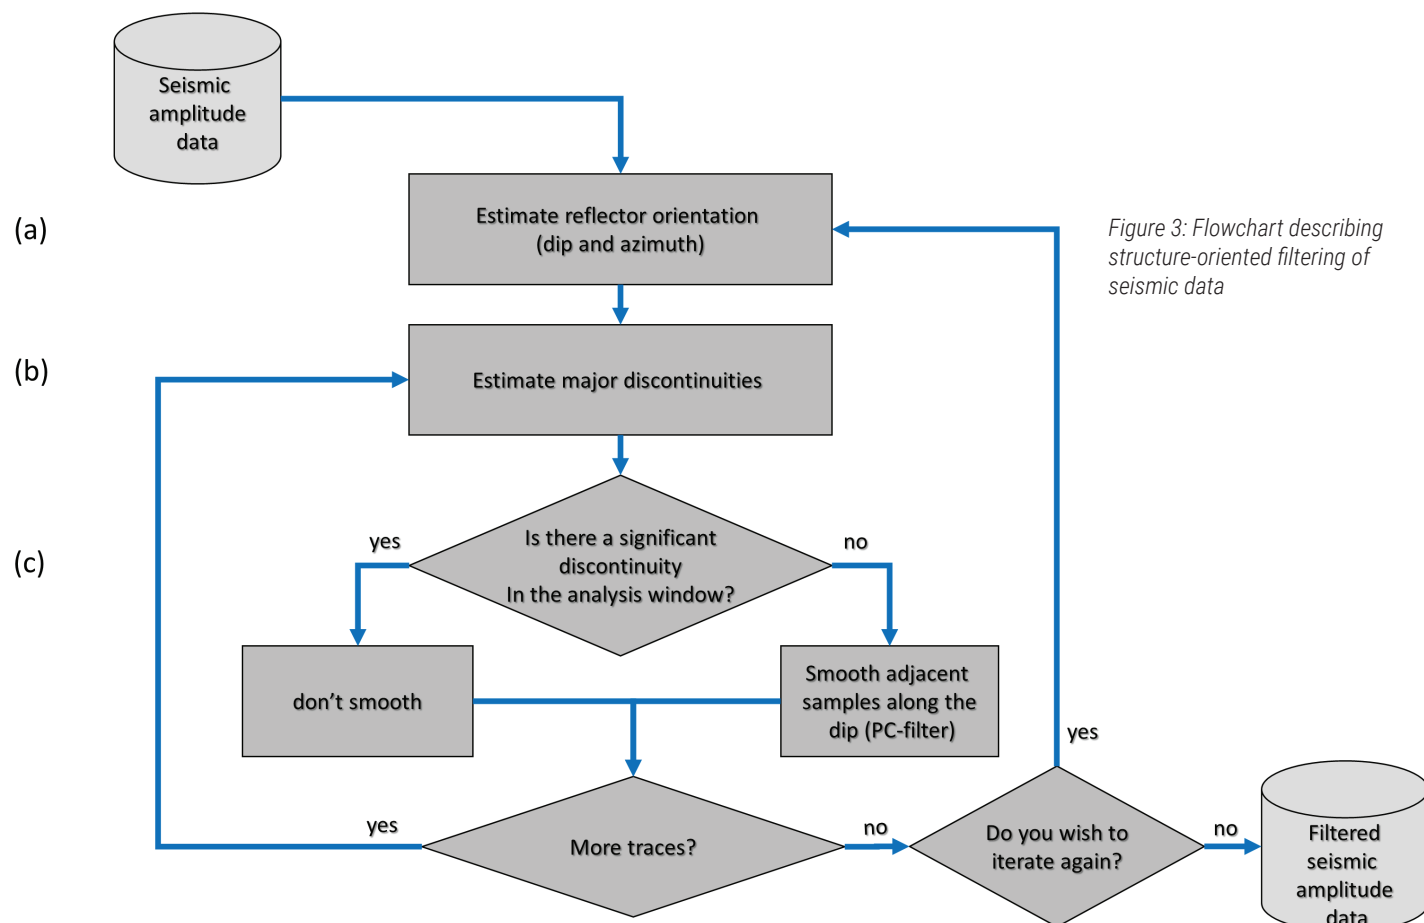 Seismic
amplitude
data
(a)
Estimate reflector orientation
(dip and azimuth)
Figure 3: Flowchart describing
structure-oriented filtering of
seismic data
(b)
Estimate major discontinuities
(c)
yes
Is there a significant
discontinuity
In the analysis window?
no
don't smooth
Smooth adjacent
samples along the
dip (PC-filter)
yes
More traces?
no
yes
Do you wish to
iterate again?
no
Filtered
seismic
amplitude
data